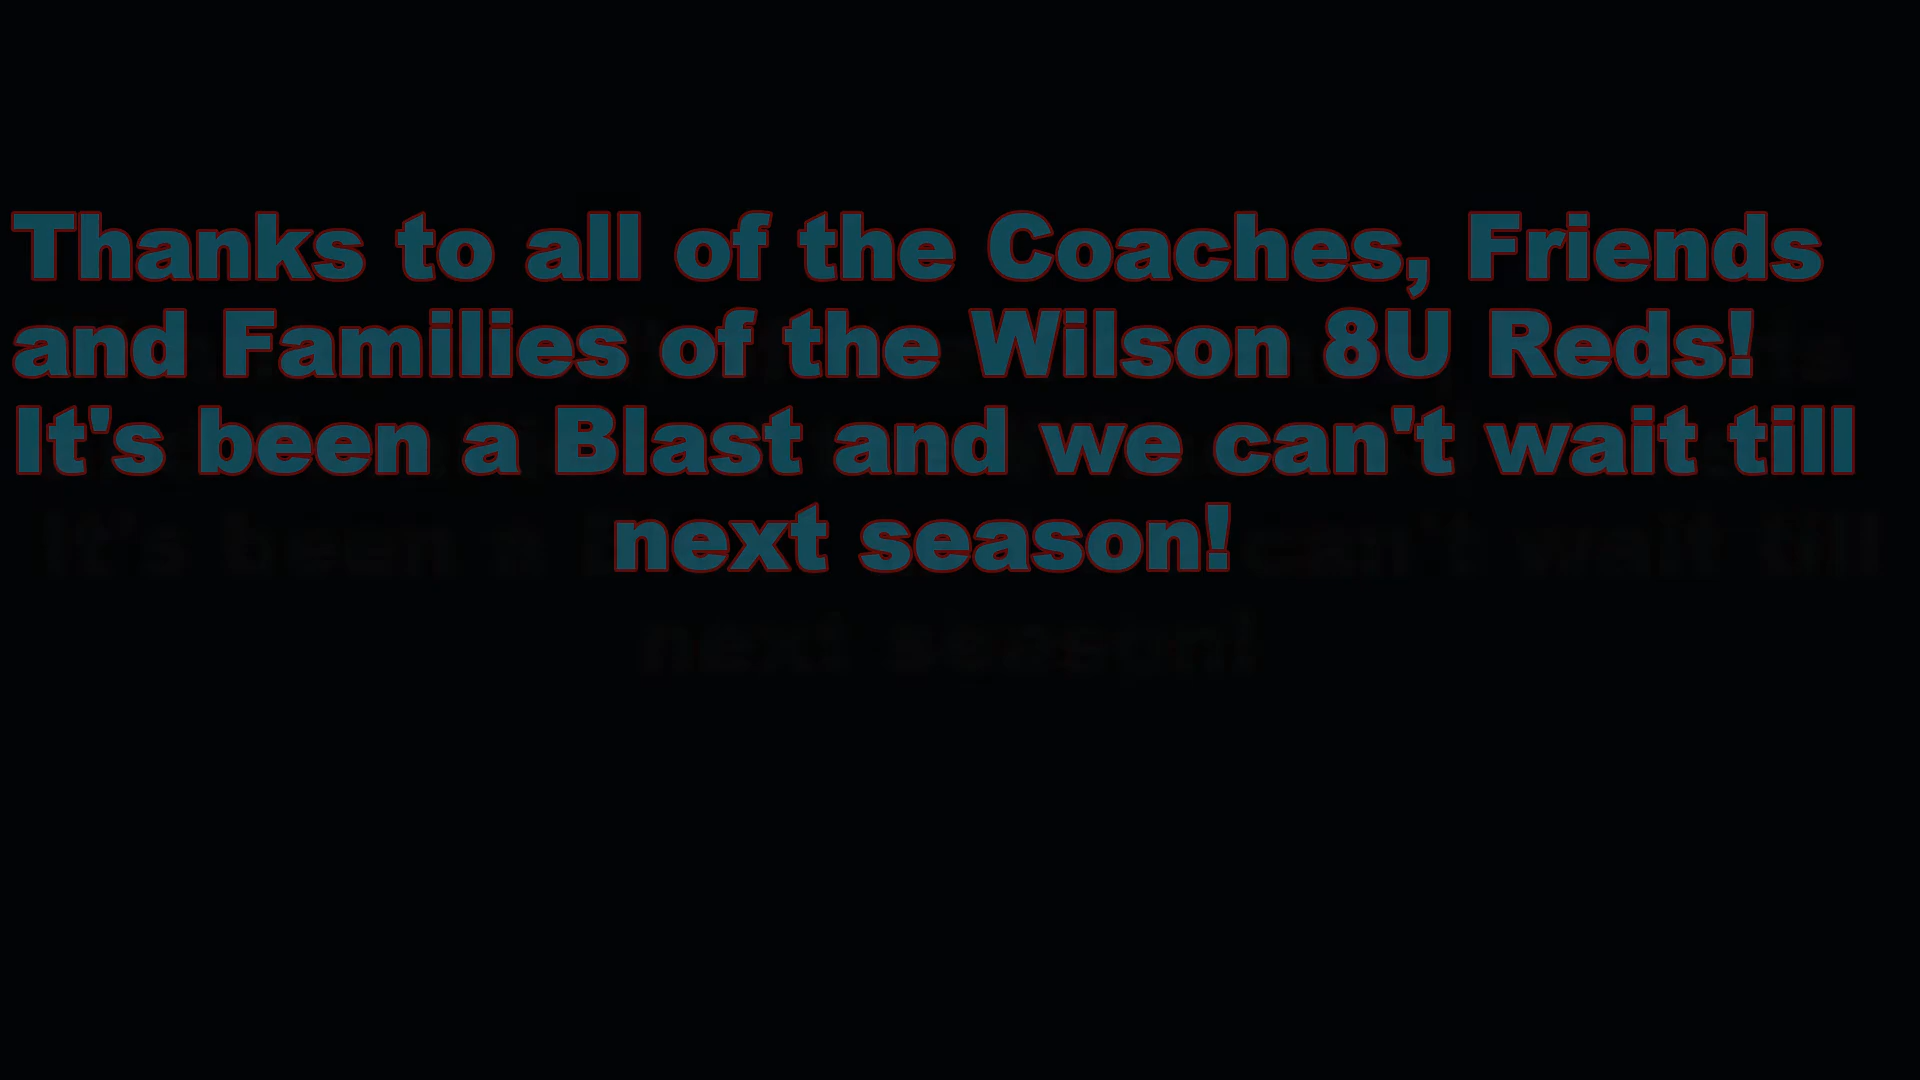 Thanks to all of the Coaches, Friends
and Families of the Wilson 8U Reds!
It's been a Blast and we can't wait till
next season!